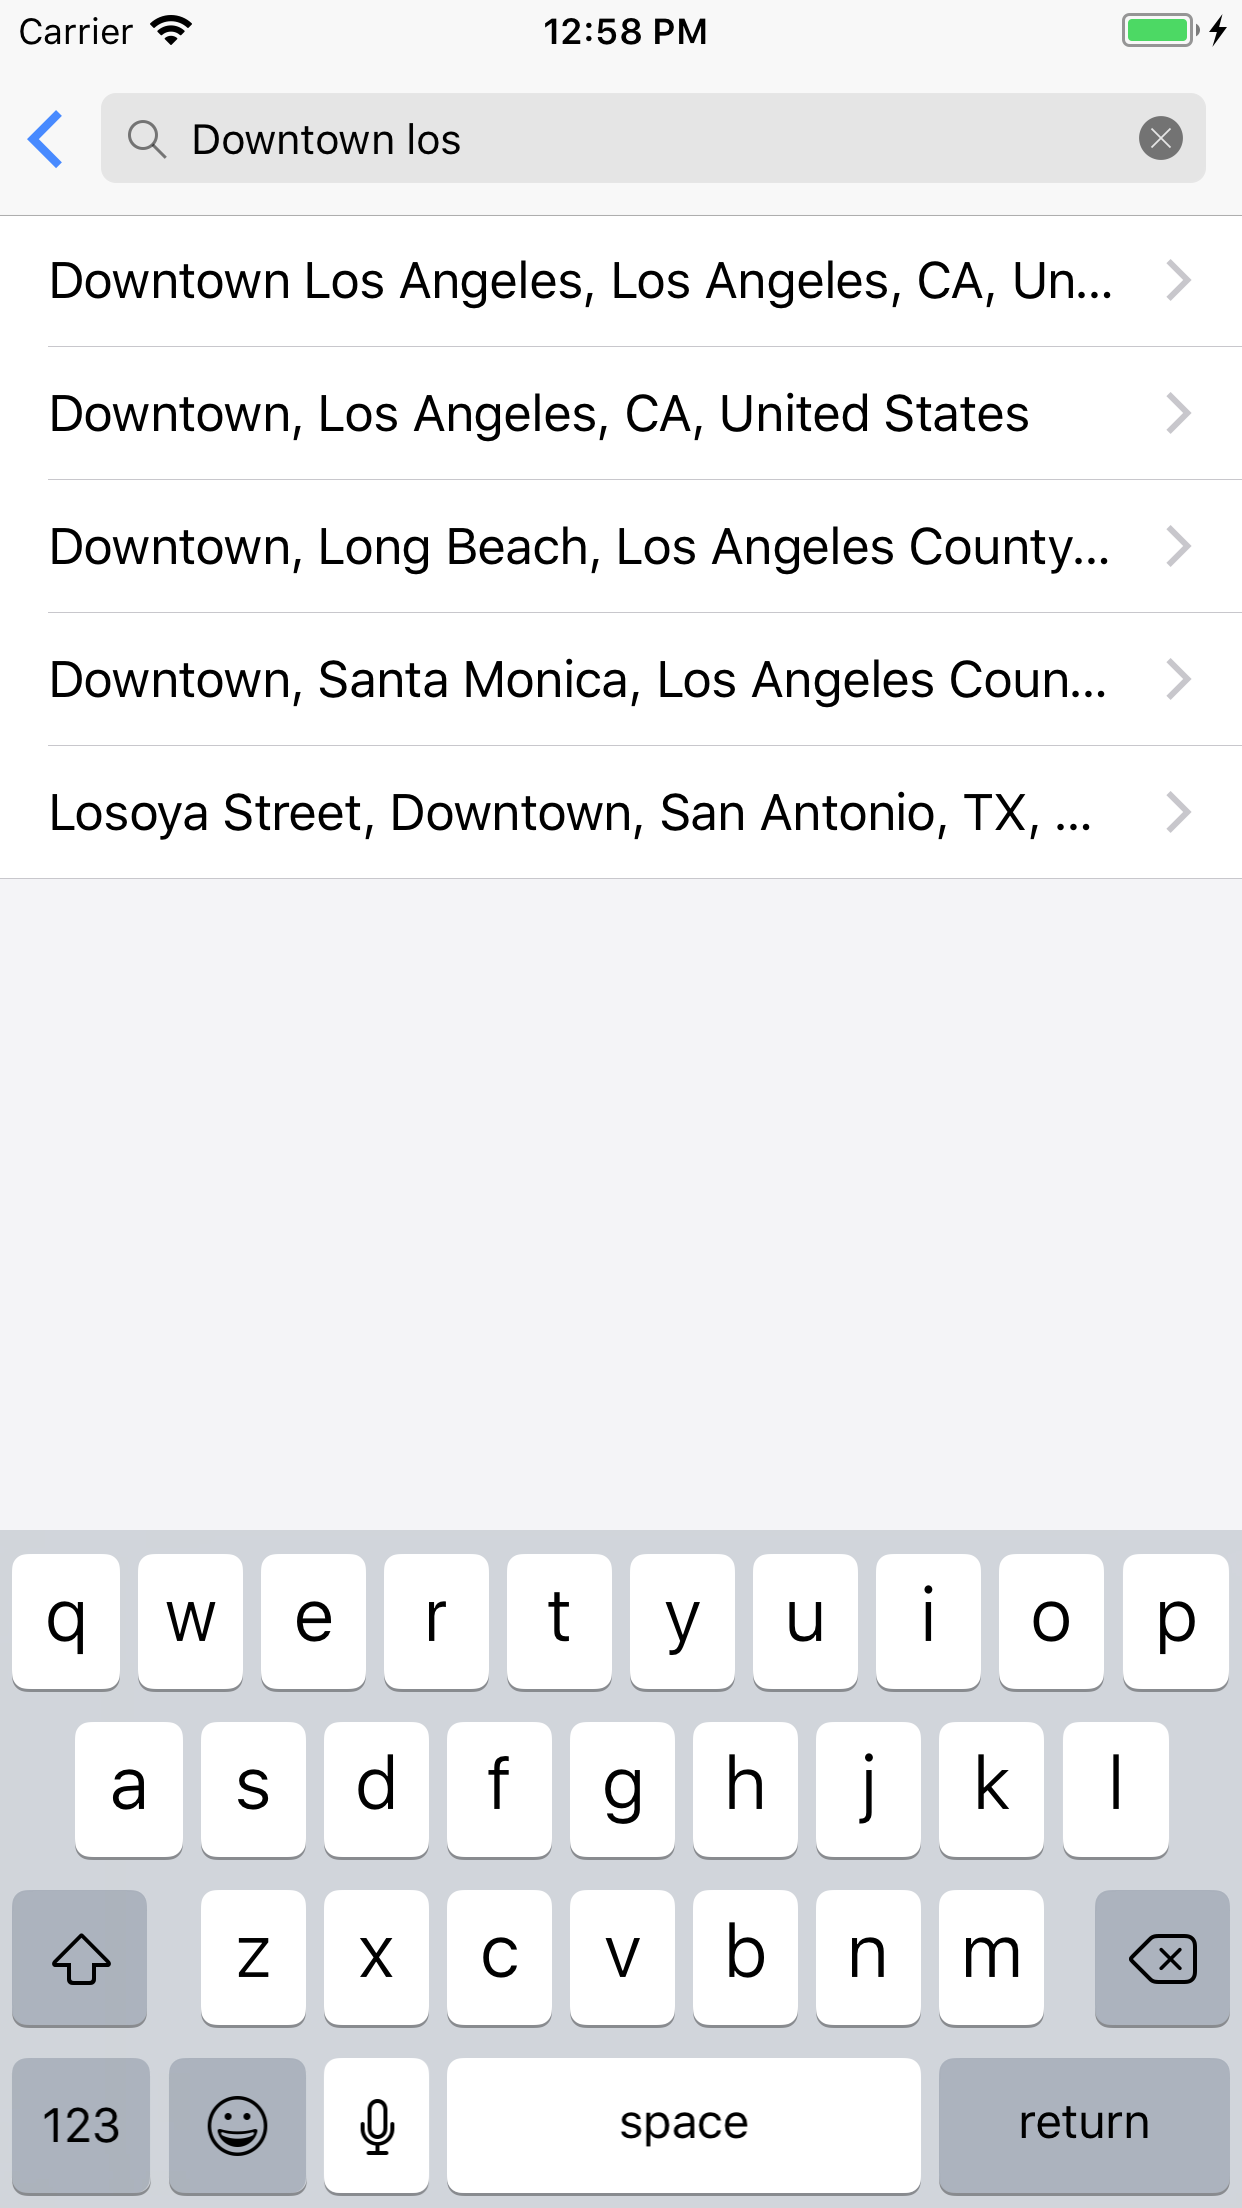 Carrier 12:58 PM
Downtown los
Downtown Los Angeles, Los Angeles, CA, Un...
Downtown, Los Angeles, CA, United States
Downtown, Long Beach, Los Angeles County...
Downtown, Santa Monica, Los Angeles Coun...
Losoya Street, Downtown, San Antonio, TX, ...
q w e r t y u i o p
a s d f g h j k l
z x c v b n m
123 space return